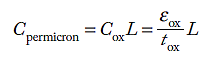 C_permicron = C_ox L = ε_ox / t_ox L